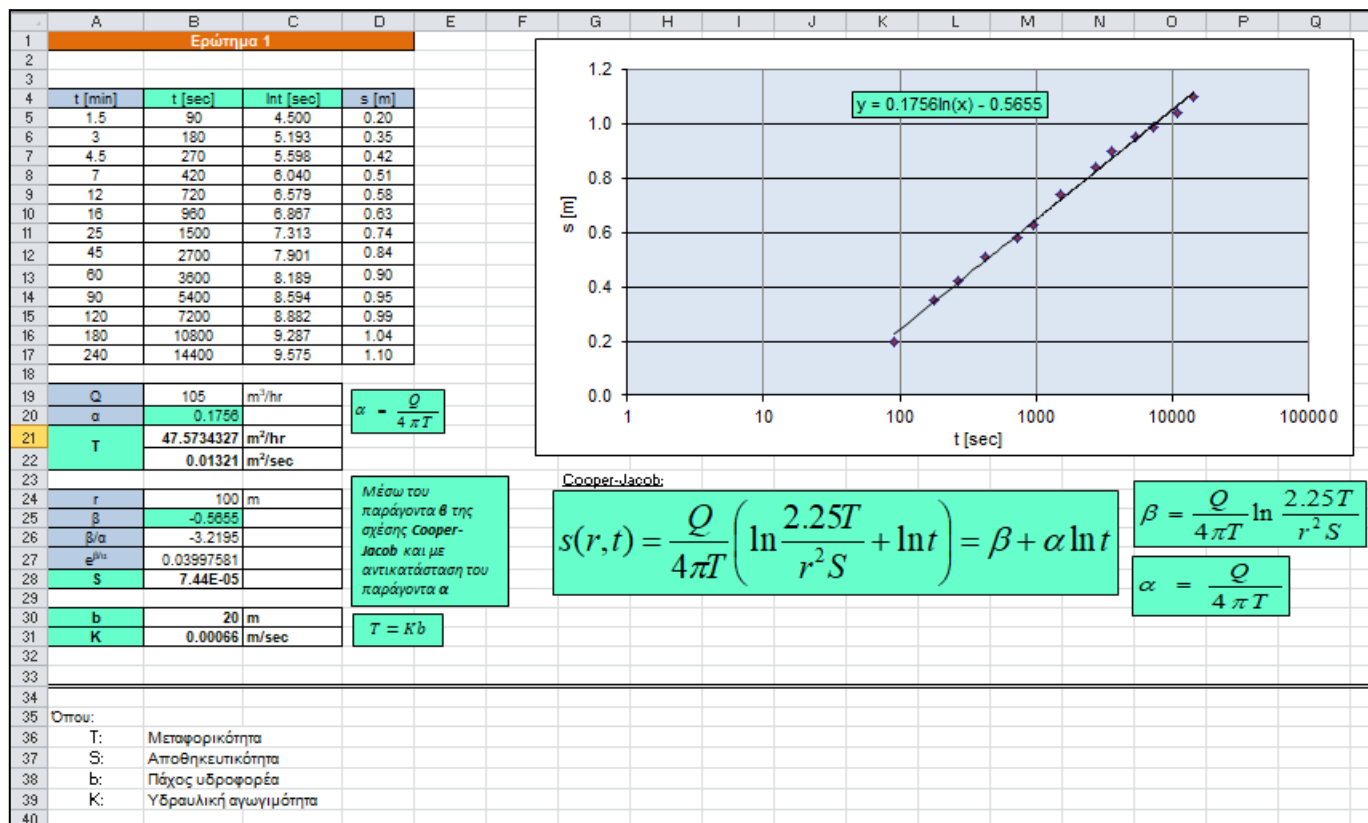 A B C D E F G H I J K L M N O P Q
1 Ερώτημα 1
2
3
4 t [min] t [sec] lnt [sec] s [m]
5 1.5 90 4.500 0.20
6 3 180 5.193 0.35
7 4.5 270 5.598 0.42
8 7 420 6.040 0.51
9 12 720 6.579 0.58
10 16 960 6.867 0.63
11 25 1500 7.313 0.74
12 45 2700 7.901 0.84
13 60 3600 8.189 0.90
14 90 5400 8.594 0.95
15 120 7200 8.882 0.99
16 180 10800 9.287 1.04
17 240 14400 9.575 1.10
18
1.2
1.0
0.8
0.6
0.4
0.2
0.0
s [m]
y = 0.1756ln(x) - 0.5655
1 10 100 1000 10000 100000
t [sec]
19 Q 105 m³/hr
20 α 0.1756
α = Q / 4πT
21 T 47.5734327 m²/hr
22 0.01321 m²/sec
23
24 r 100 m
25 β -0.5655
26 β/α -3.2195
27 e^β/α 0.03997581
28 S 7.44E-05
29
Μέσω του
παράγοντα β της
σχέσης Cooper-
Jacob και με
αντικατάσταση του
παράγοντα α
Cooper-Jacob:
s(r,t) = Q / 4πT (ln 2.25T / r²S + ln t) = β + α ln t
β = Q / 4πT ln 2.25T / r²S
α = Q / 4πT
30 b 20 m
31 K 0.00066 m/sec
T = Kb
32
33
34
35 Όπου:
36 T: Μεταφορικότητα
37 S: Αποθηκευτικότητα
38 b: Πάχος υδροφορέα
39 K: Υδραυλική αγωγιμότητα
40